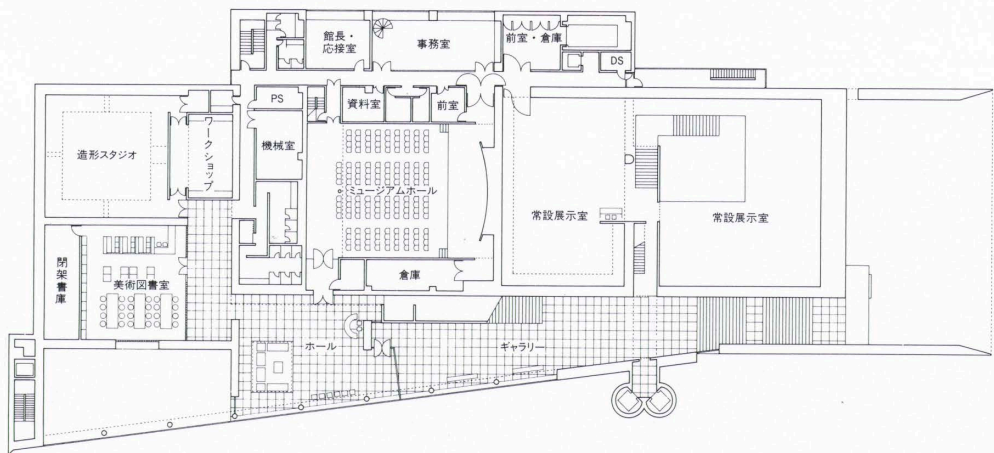 館長・
応接室
事務室
前室・倉庫
DS
PS
資料室
前室
造形スタジオ
ワークショップ
機械室
ミュージアムホール
常設展示室
常設展示室
閉架書庫
美術図書室
倉庫
ホール
ギャラリー